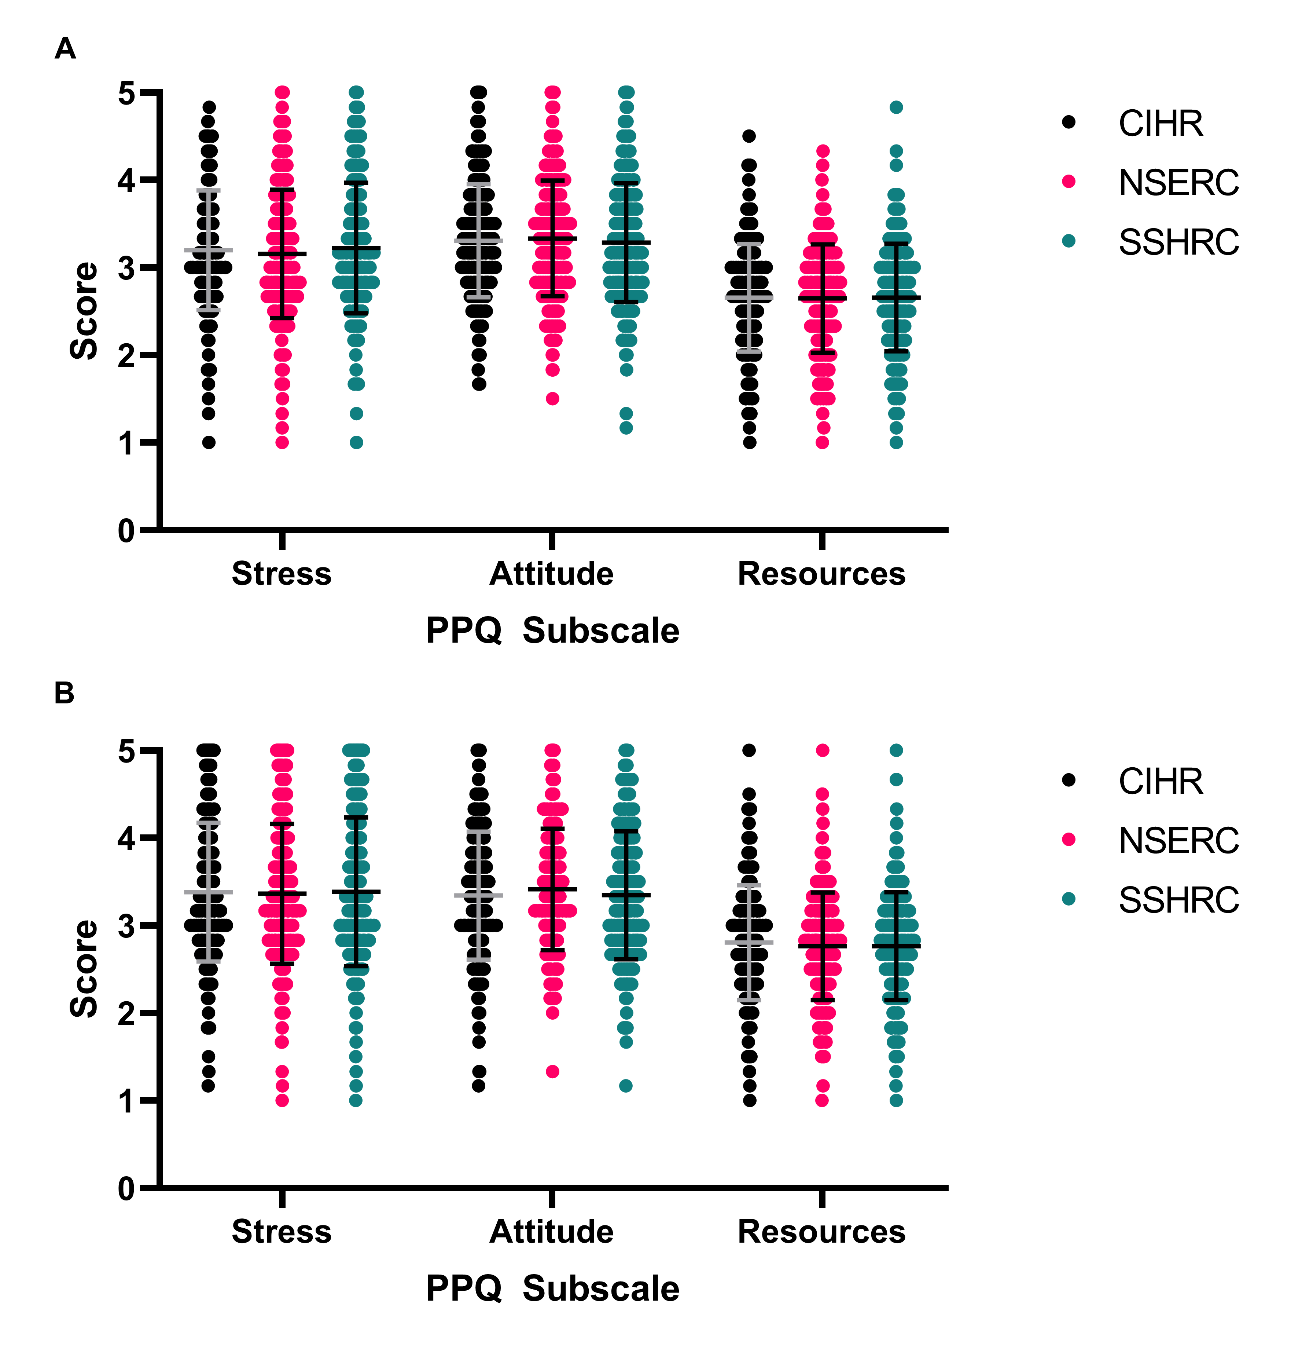 A
5
4
3
2
1
0
Score
Stress Attitude Resources
PPQ Subscale
CIHR
NSERC
SSHRC
B
5
4
3
2
1
0
Score
Stress Attitude Resources
PPQ Subscale
CIHR
NSERC
SSHRC